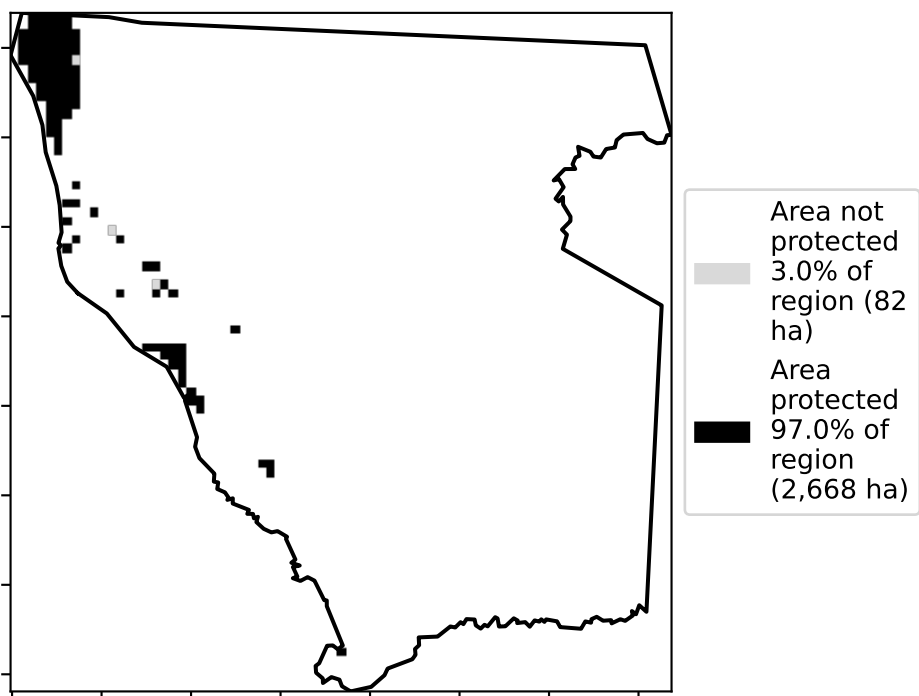 Area not
protected
3.0% of
region (82
ha)
Area
protected
97.0% of
region
(2,668 ha)